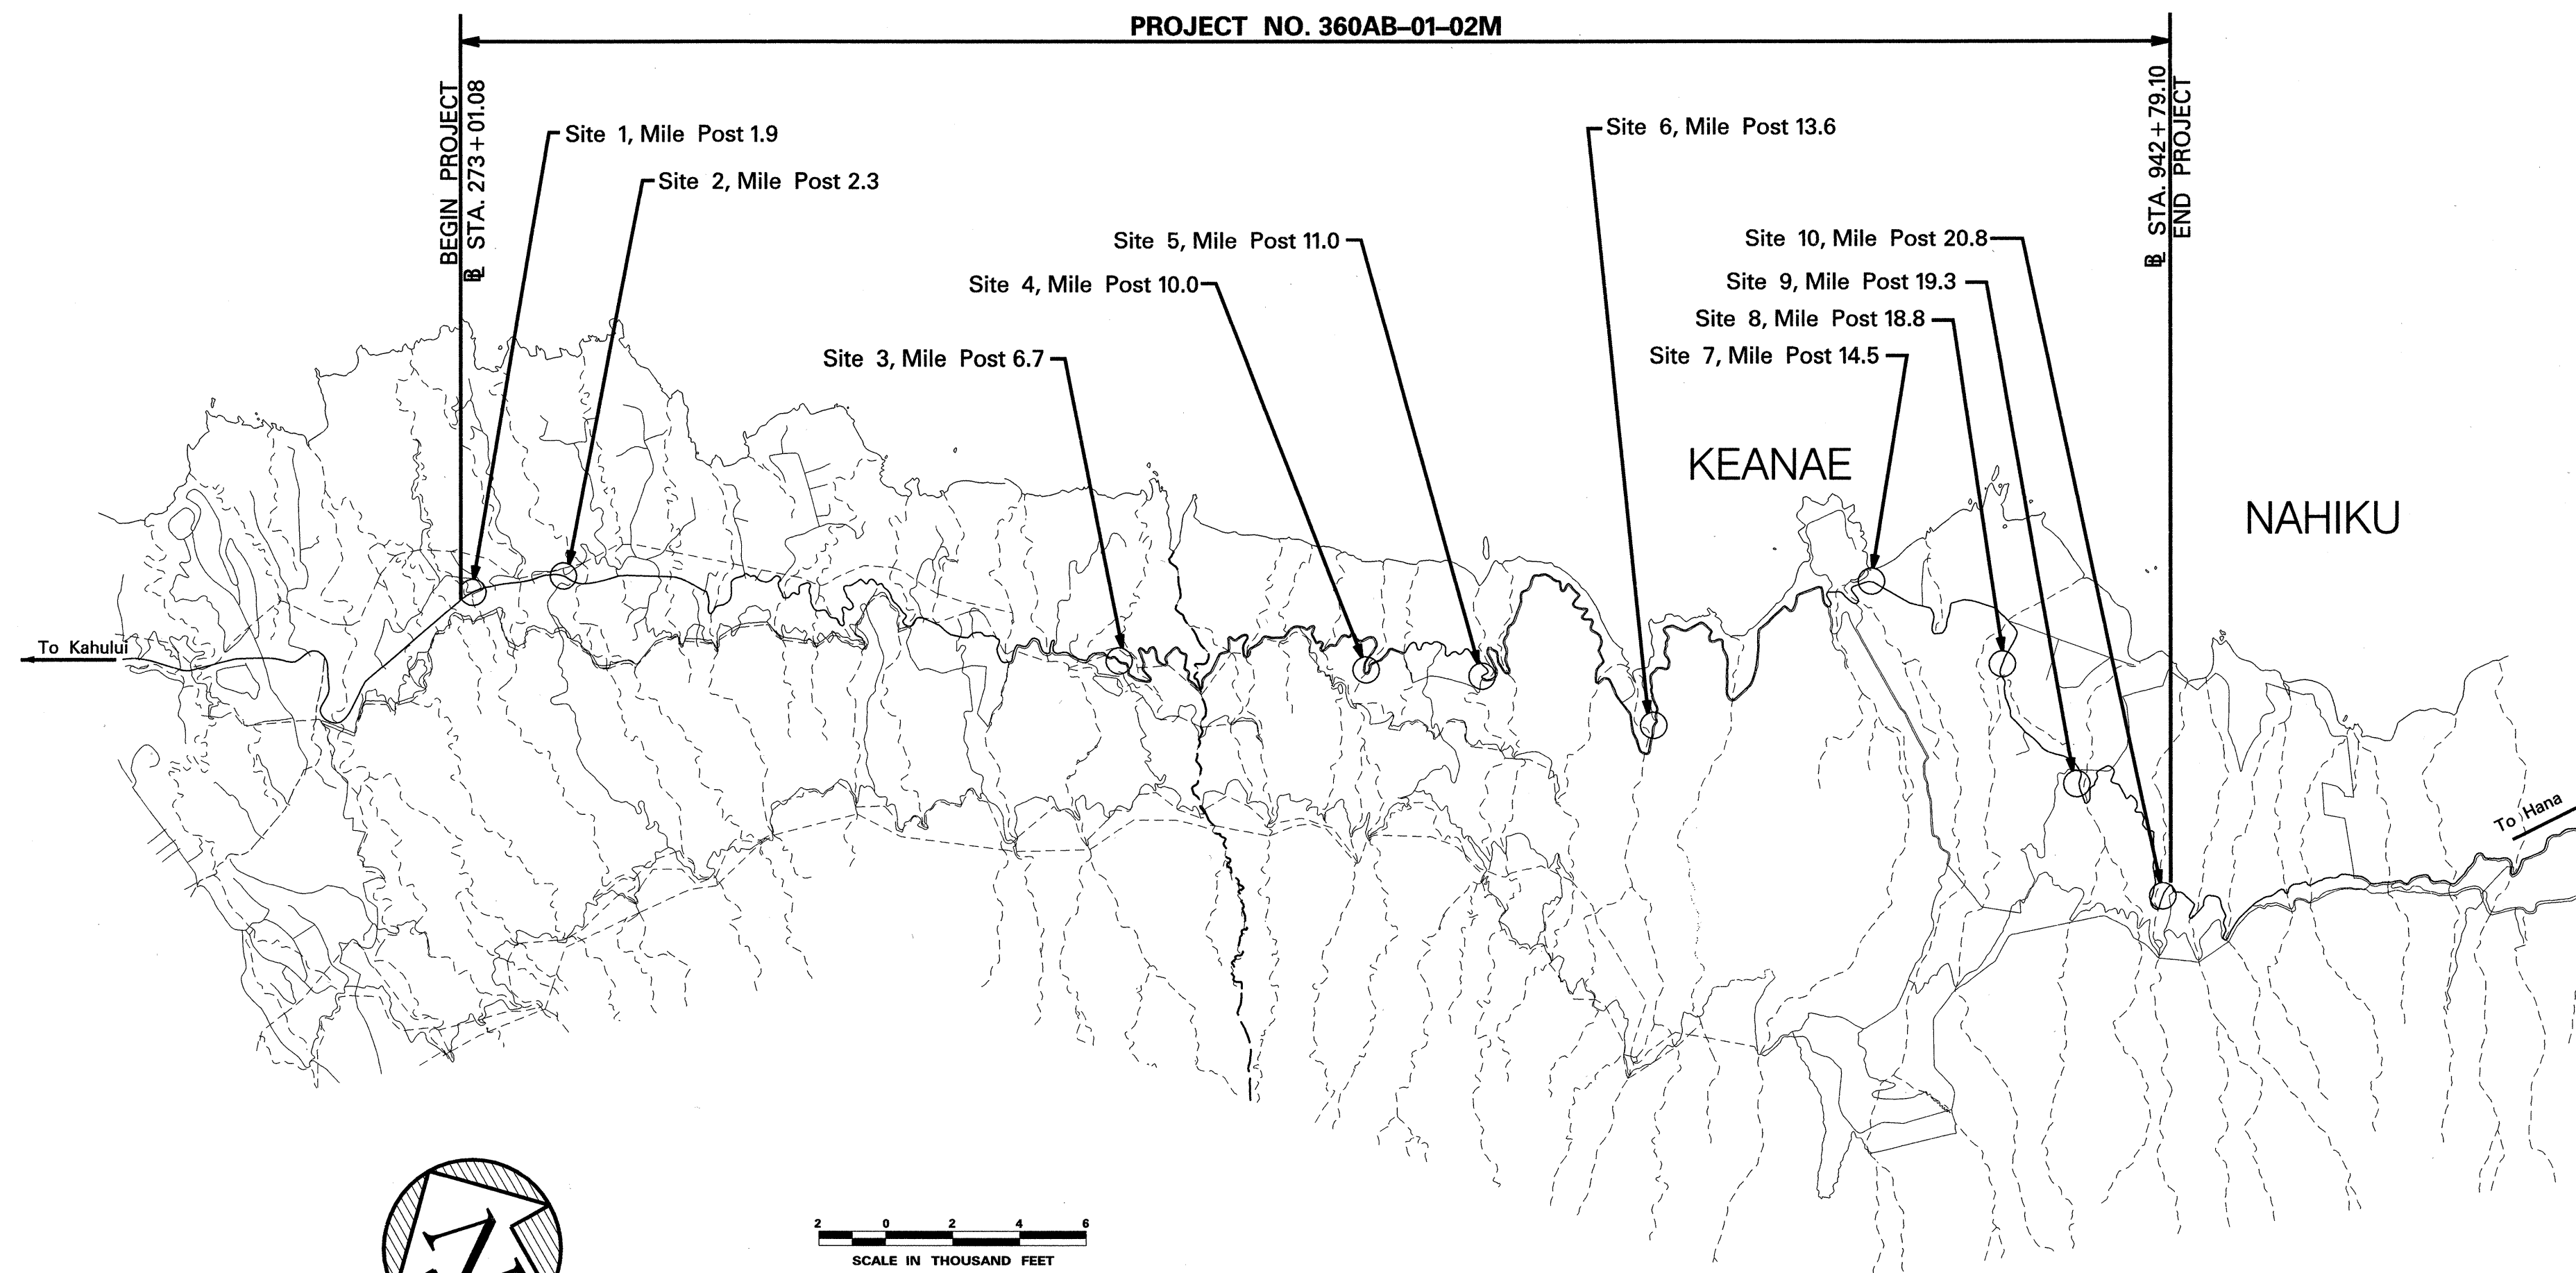 PROJECT NO. 360AB–01–02M
BEGIN PROJECT
BL STA. 273+01.08
BL STA. 942+79.10
END PROJECT
Site 1, Mile Post 1.9
Site 2, Mile Post 2.3
Site 3, Mile Post 6.7
Site 4, Mile Post 10.0
Site 5, Mile Post 11.0
Site 6, Mile Post 13.6
Site 10, Mile Post 20.8
Site 9, Mile Post 19.3
Site 8, Mile Post 18.8
Site 7, Mile Post 14.5
KEANAE
NAHIKU
To Kahului
To Hana
N
2 0 2 4 6
SCALE IN THOUSAND FEET